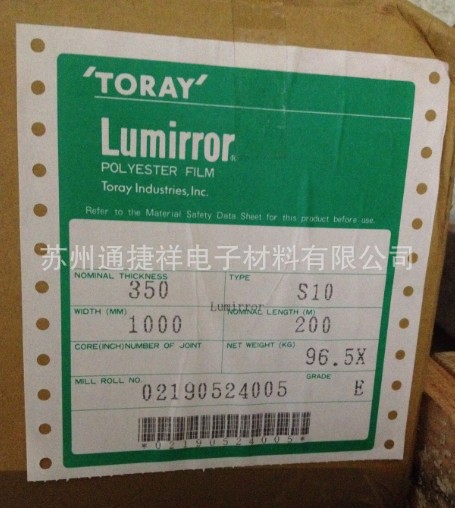 'TORAY'
Lumirror®
POLYESTER FILM
Toray Industries, Inc.
Refer to the Material Safety Data Sheet for this product before use.
苏州通捷祥电子材料有限公司
NOMINAL THICKNESS TYPE
350 S10
Lumirror
WIDTH (MM) NOMINAL LENGTH (M)
1000 200
CORE(INCH)NUMBER OF JOINT NET WEIGHT (KG)
96.5X
MILL ROLL NO. GRADE
02190524005 E
*02190524005*